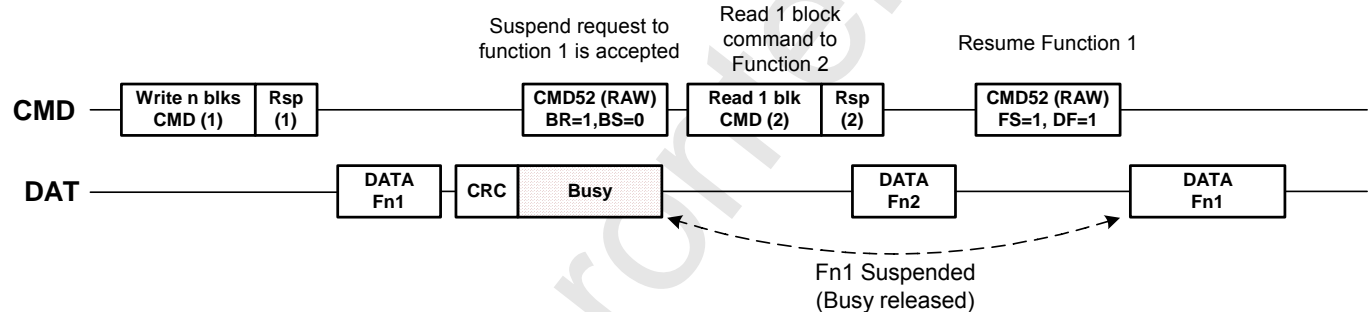 Suspend request to
function 1 is accepted
Read 1 block
command to
Function 2
Resume Function 1
CMD
Write n blks
CMD (1)
Rsp
(1)
CMD52 (RAW)
BR=1,BS=0
Read 1 blk
CMD (2)
Rsp
(2)
CMD52 (RAW)
FS=1, DF=1
DAT
DATA
Fn1
CRC
Busy
DATA
Fn2
DATA
Fn1
Fn1 Suspended
(Busy released)